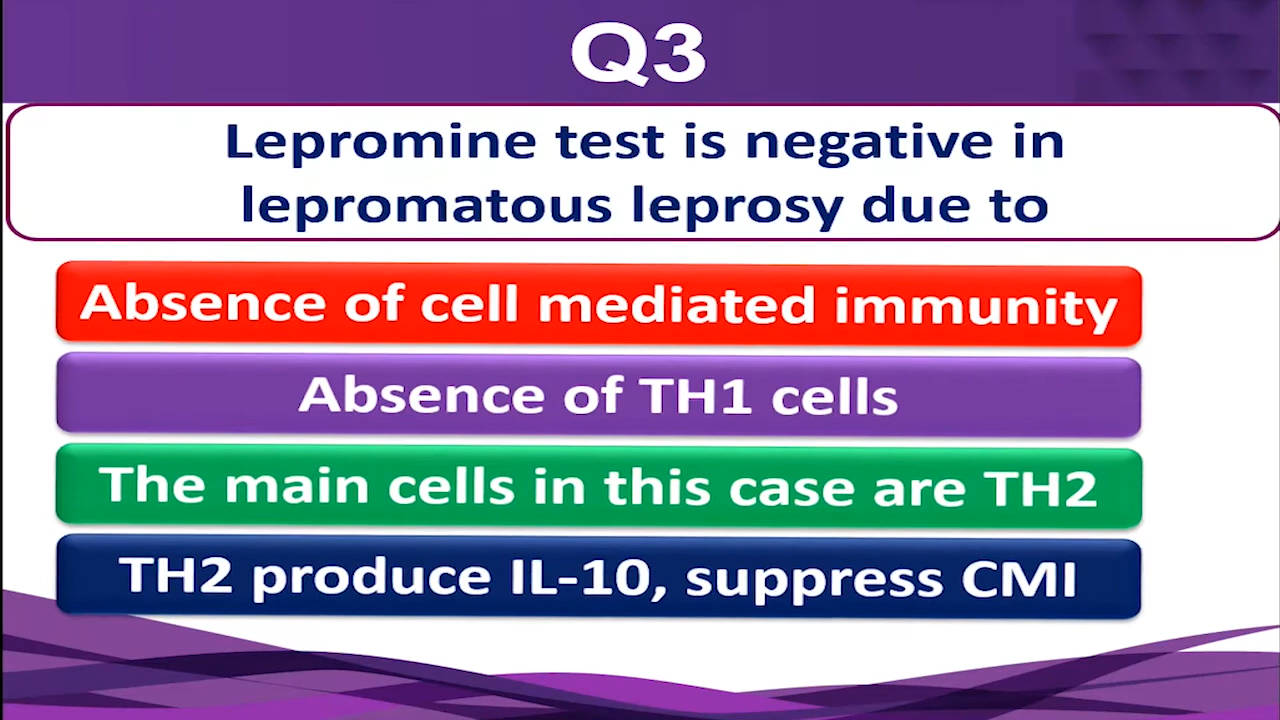 Q3
Lepromine test is negative in
lepromatous leprosy due to
Absence of cell mediated immunity
Absence of TH1 cells
The main cells in this case are TH2
TH2 produce IL-10, suppress CMI